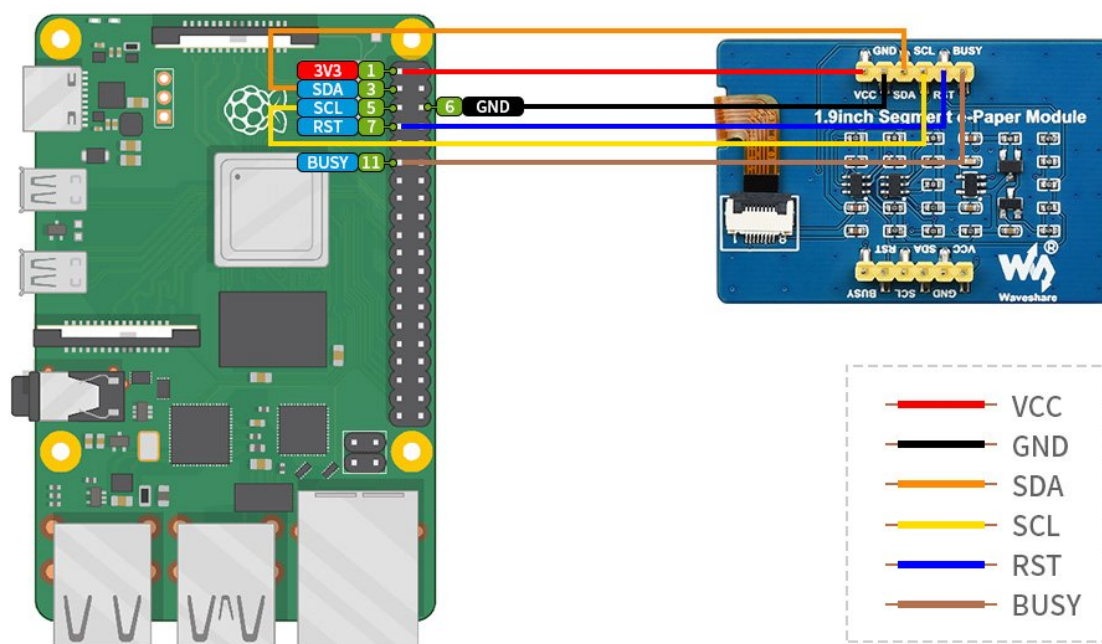 3V3 1
SDA 3
SCL 5
6 GND
RST 7
BUSY 11
GND SCL BUSY
VCC SDA RST
1.9inch Segment e-Paper Module
RST SDA VCC
BUSY SCL GND
Waveshare
VCC
GND
SDA
SCL
RST
BUSY